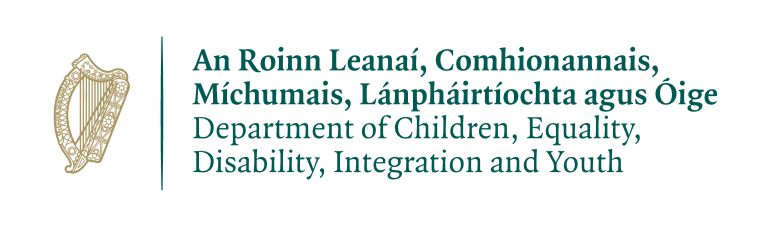 An Roinn Leanaí, Comhionannais,
Míchumais, Lánpháirtíochta agus Óige
Department of Children, Equality,
Disability, Integration and Youth